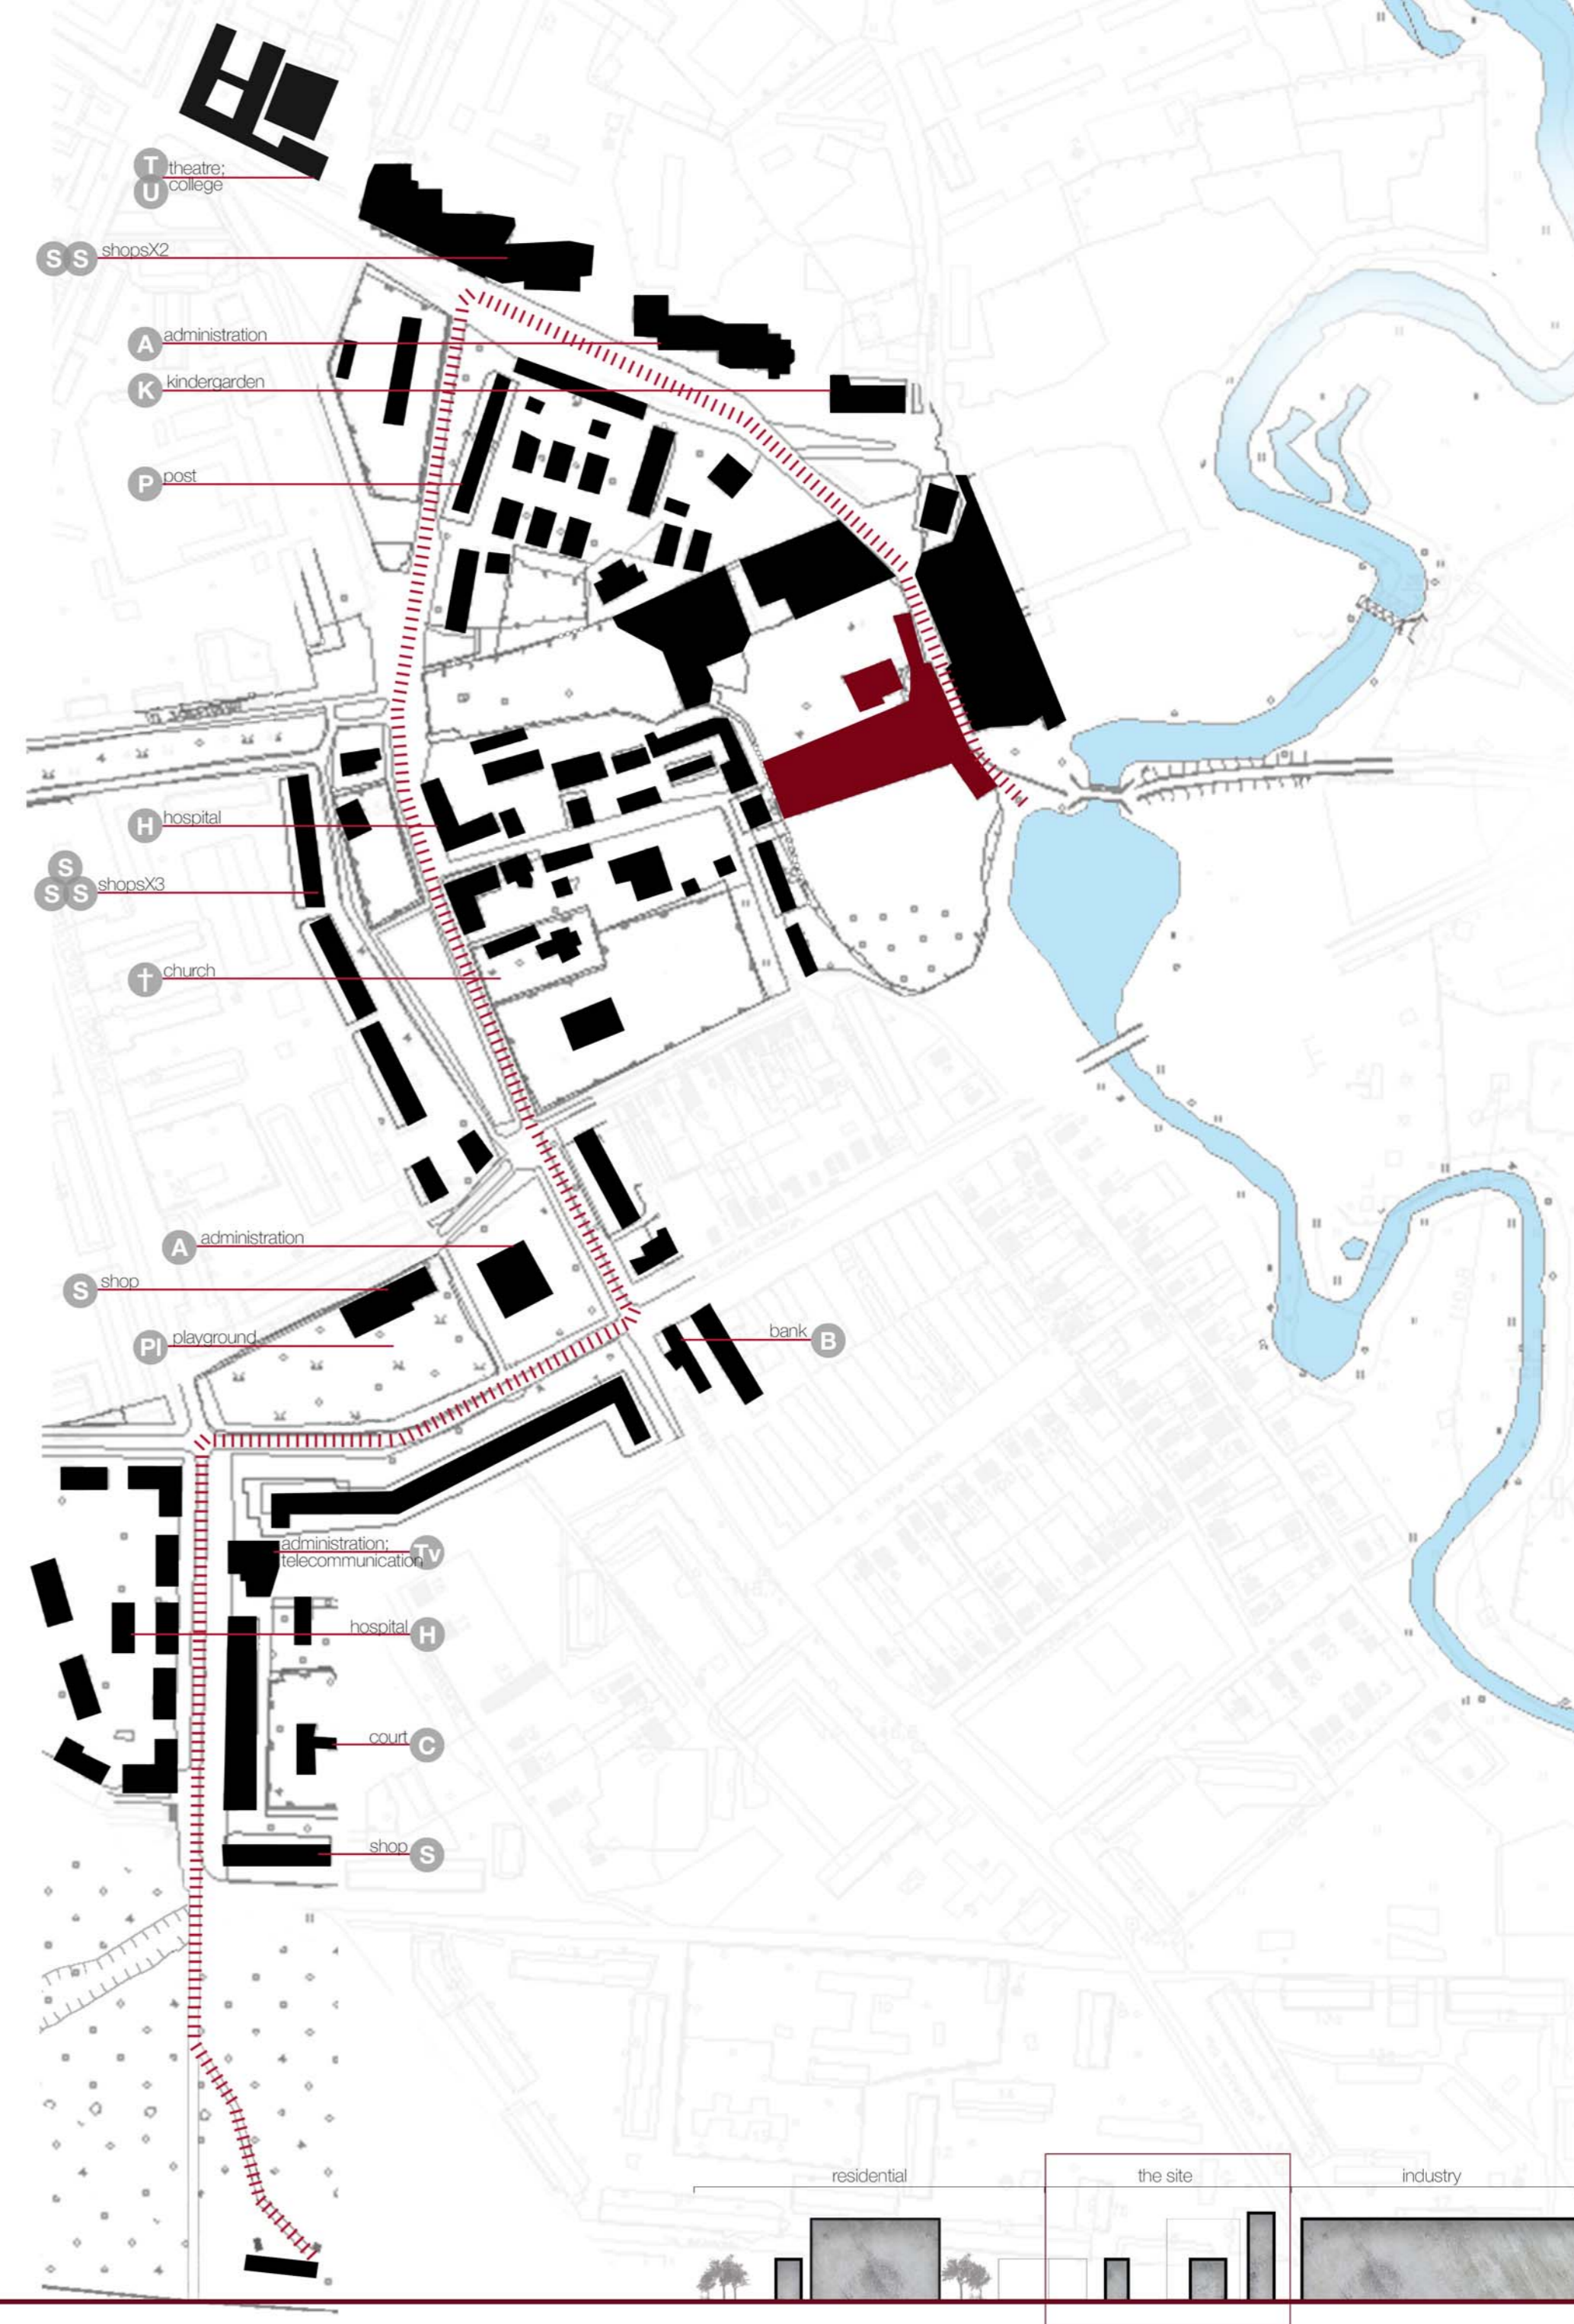 T
theatre;
U
college
S S
shopsX2
A
administration
K
kindergarden
P
post
H
hospital
S
S S
shopsX3
†
church
A
administration
S
shop
Pl
playground
bank
B
administration;
telecommunication
Tv
hospital
H
court
C
shop
S
residential
the site
industry